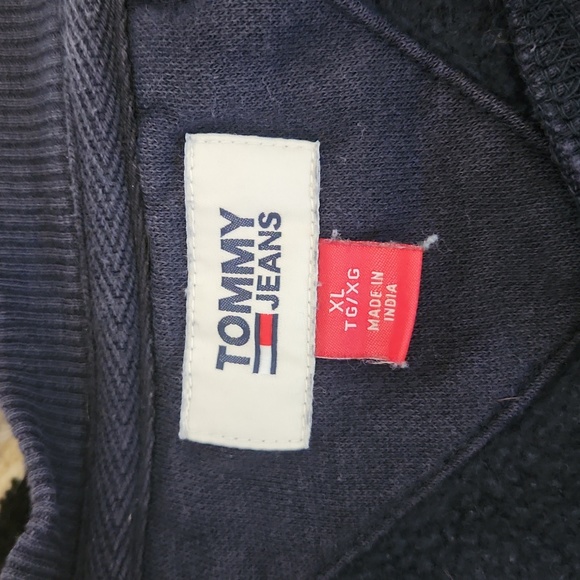 TOMMY
JEANS
XL
TG/XG
MADE IN
INDIA